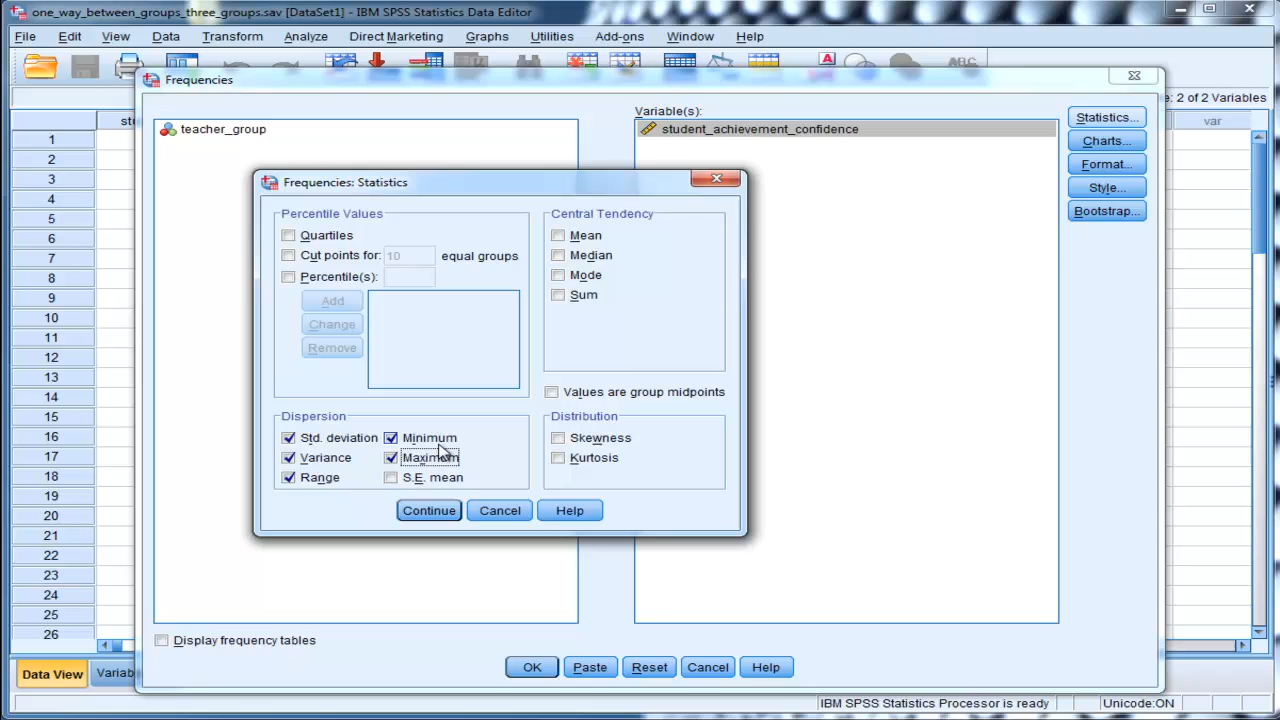 one_way_between_groups_three_groups.sav [DataSet1] - IBM SPSS Statistics Data Editor
File Edit View Data Transform Analyze Direct Marketing Graphs Utilities Add-ons Window Help
Frequencies
2 of 2 Variables
Variable(s):
teacher_group
student_achievement_confidence
Statistics...
Charts...
Format...
Style...
Bootstrap...
var
Frequencies: Statistics
Percentile Values
Quartiles
Cut points for: 10 equal groups
Percentile(s):
Add
Change
Remove
Central Tendency
Mean
Median
Mode
Sum
Values are group midpoints
Dispersion
Std. deviation Minimum
Variance Maximum
Range S.E. mean
Distribution
Skewness
Kurtosis
Continue Cancel Help
1
2
3
4
5
6
7
8
9
10
11
12
13
14
15
16
17
18
19
20
21
22
23
24
25
26
Display frequency tables
OK Paste Reset Cancel Help
Data View
IBM SPSS Statistics Processor is ready
Unicode:ON